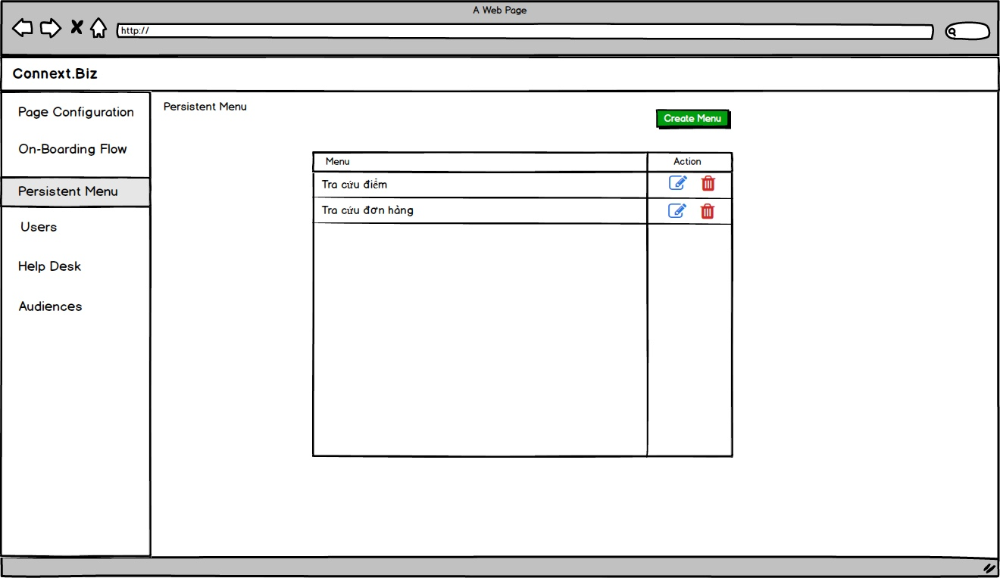 A Web Page
http://
Connext.Biz
Page Configuration
On-Boarding Flow
Persistent Menu
Users
Help Desk
Audiences
Persistent Menu
Create Menu
Menu Action
Tra cứu điểm
Tra cứu đơn hàng